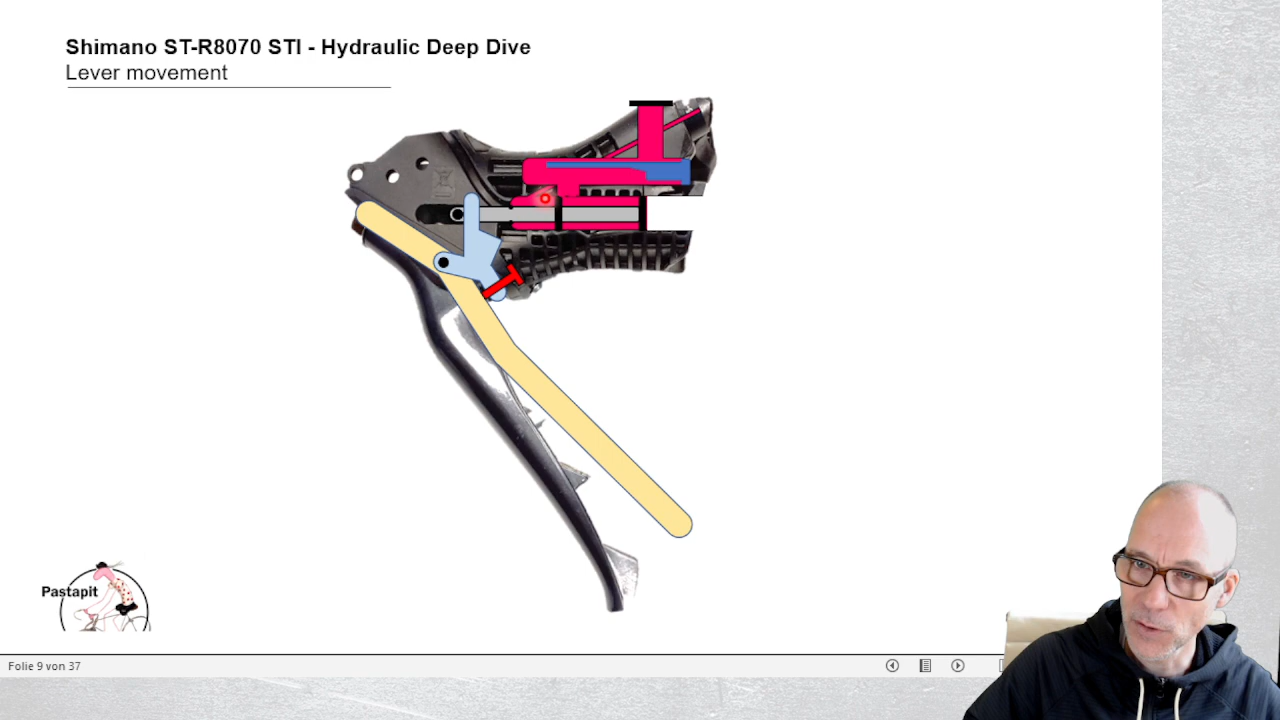 Shimano ST-R8070 STI - Hydraulic Deep Dive
Lever movement
Pastapit
Folie 9 von 37